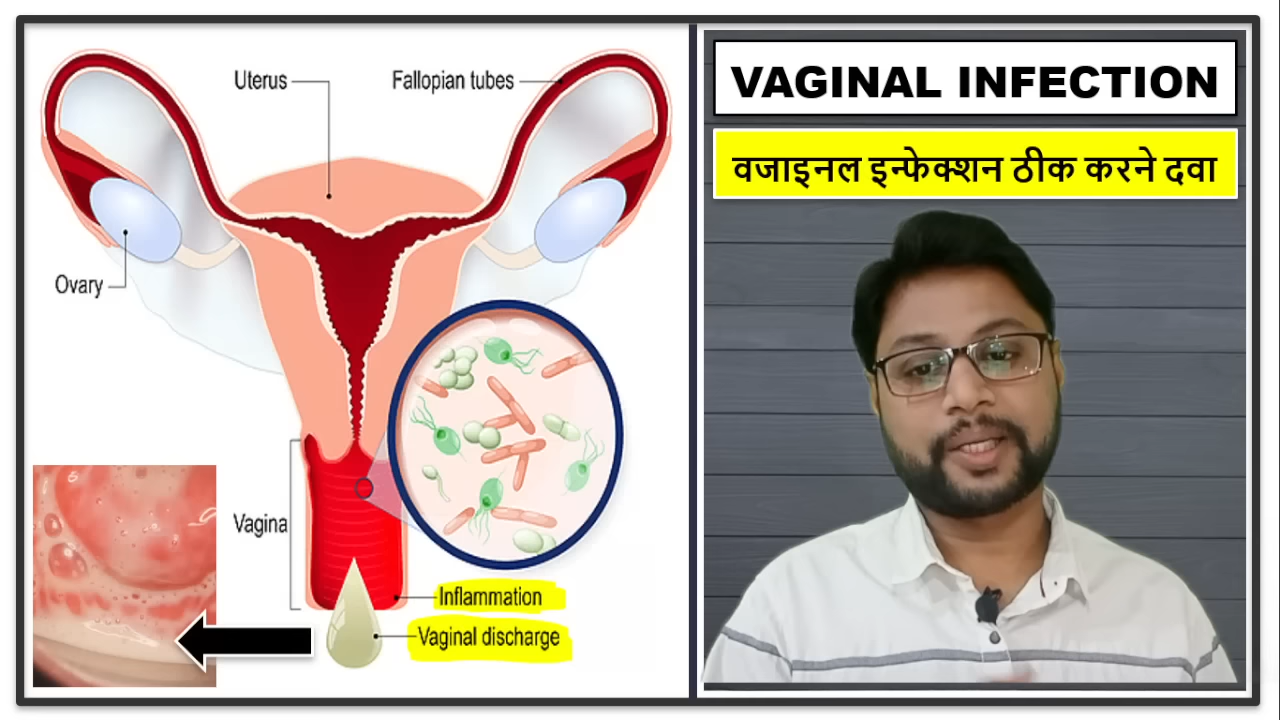 Uterus
Fallopian tubes
Ovary
Vagina
Inflammation
Vaginal discharge
VAGINAL INFECTION
वजाइनल इन्फेक्शन ठीक करने दवा